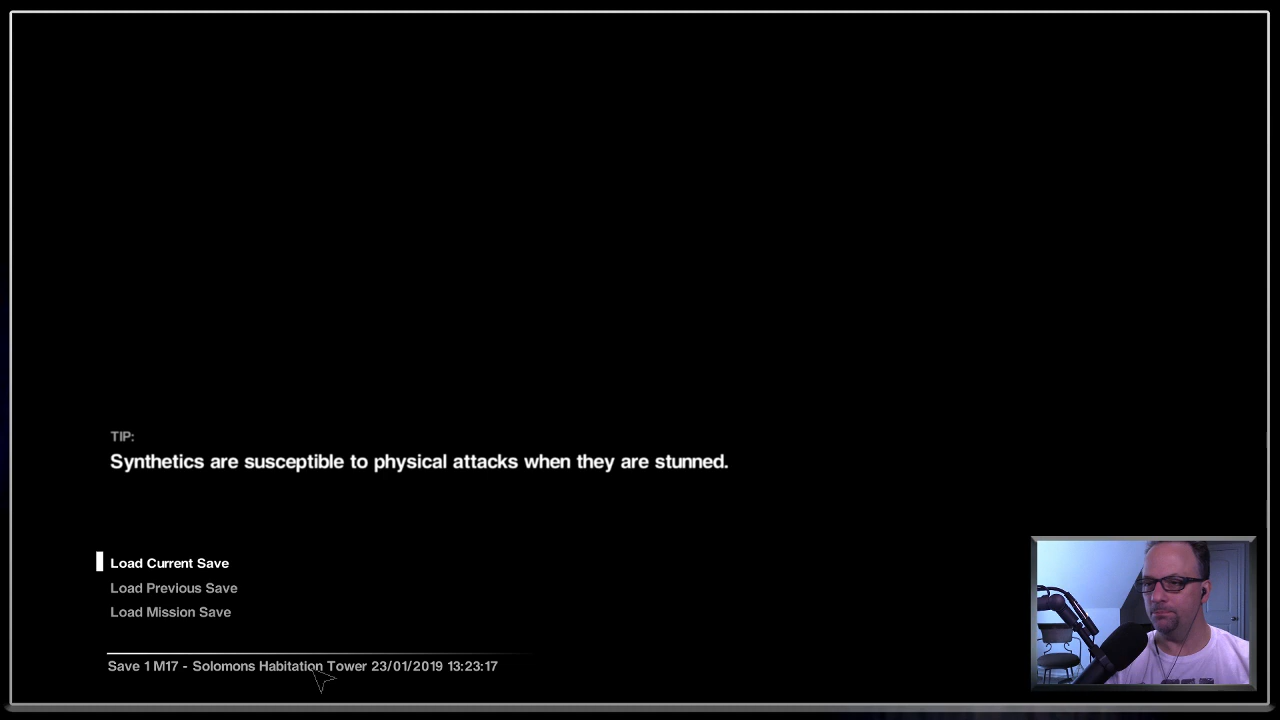 TIP:
Synthetics are susceptible to physical attacks when they are stunned.
Load Current Save
Load Previous Save
Load Mission Save
Save 1 M17 - Solomons Habitation Tower 23/01/2019 13:23:17